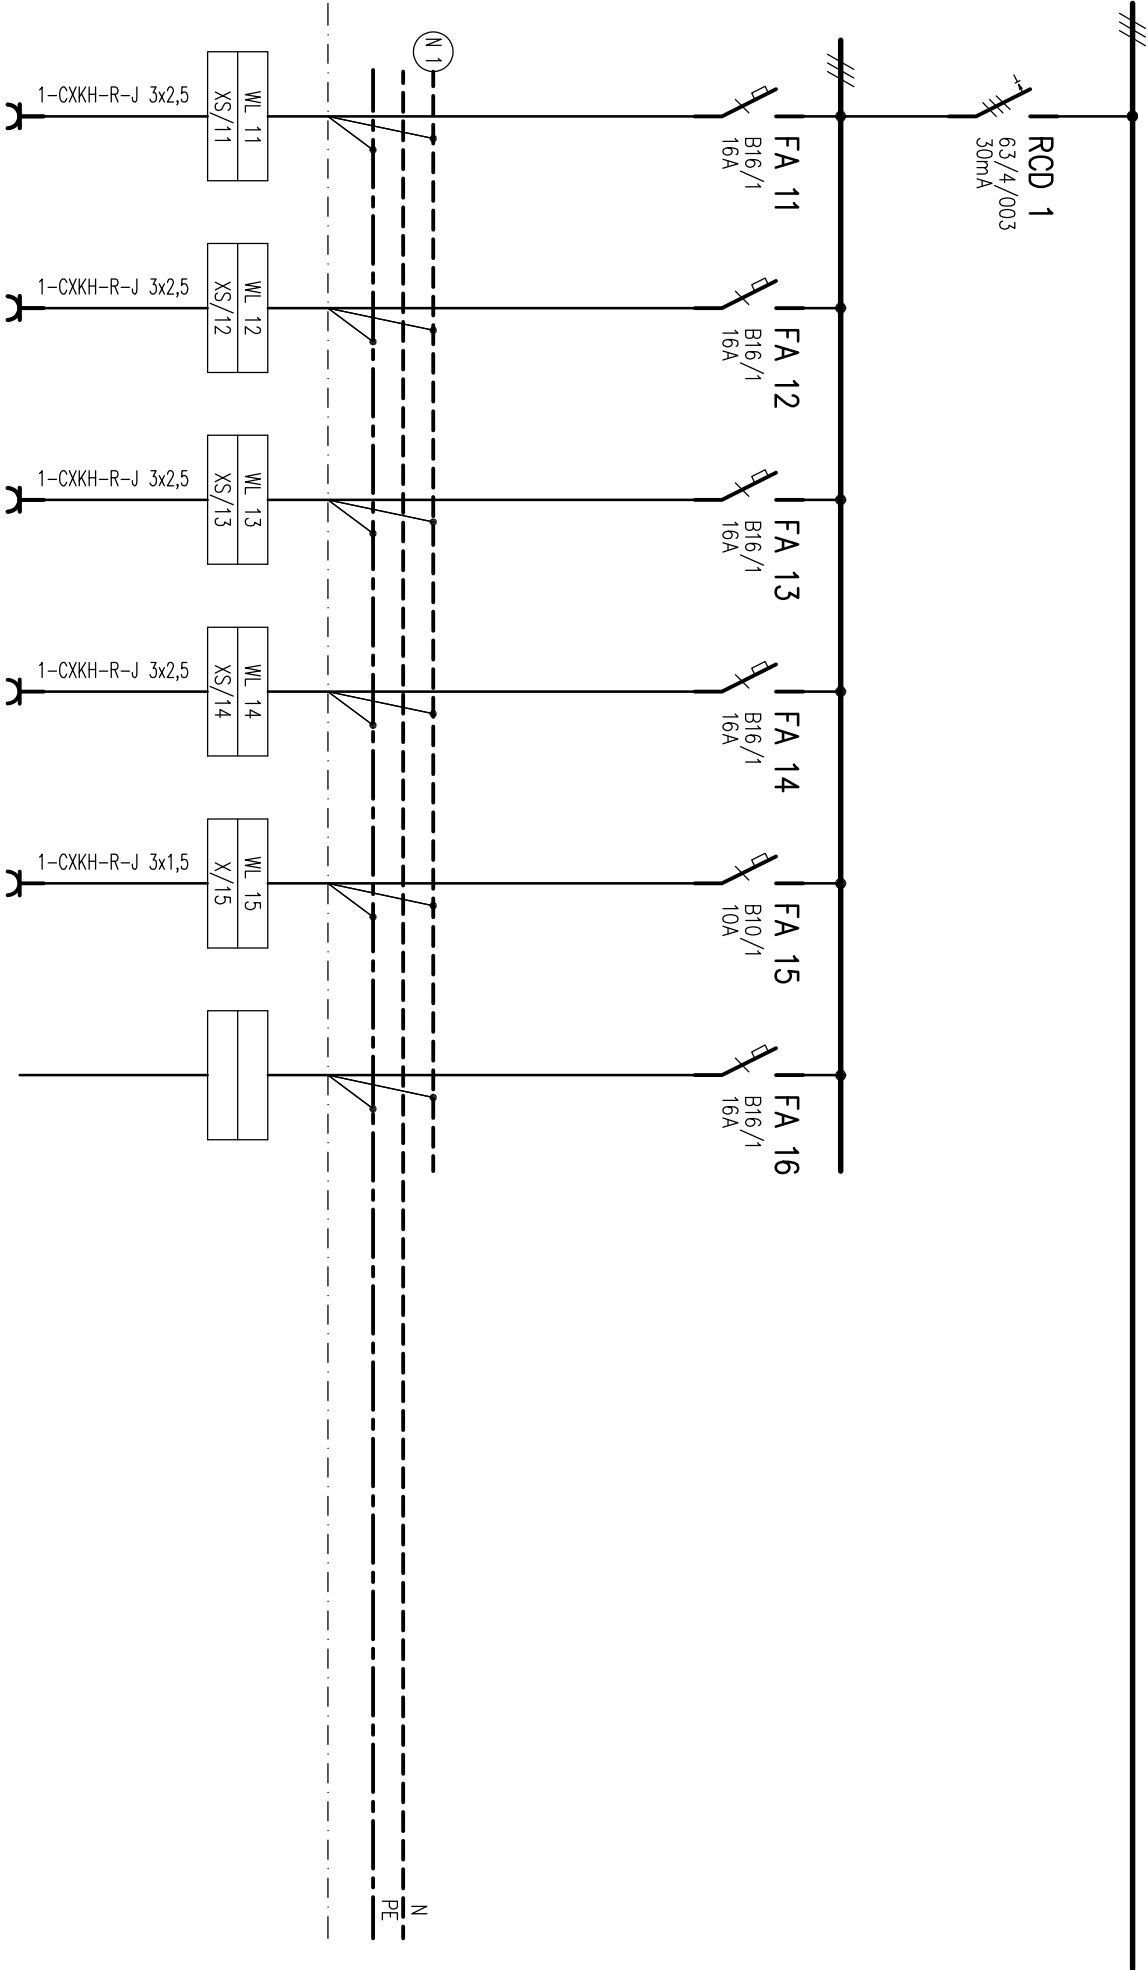 RCD 1
63/4/003
30mA
FA 11
B16/1
16A
FA 12
B16/1
16A
FA 13
B16/1
16A
FA 14
B16/1
16A
FA 15
B10/1
10A
FA 16
B16/1
16A
N 1
N
PE
WL 11
XS/11
WL 12
XS/12
WL 13
XS/13
WL 14
XS/14
WL 15
X/15
1-CXKH-R-J 3x2,5
1-CXKH-R-J 3x2,5
1-CXKH-R-J 3x2,5
1-CXKH-R-J 3x2,5
1-CXKH-R-J 3x1,5